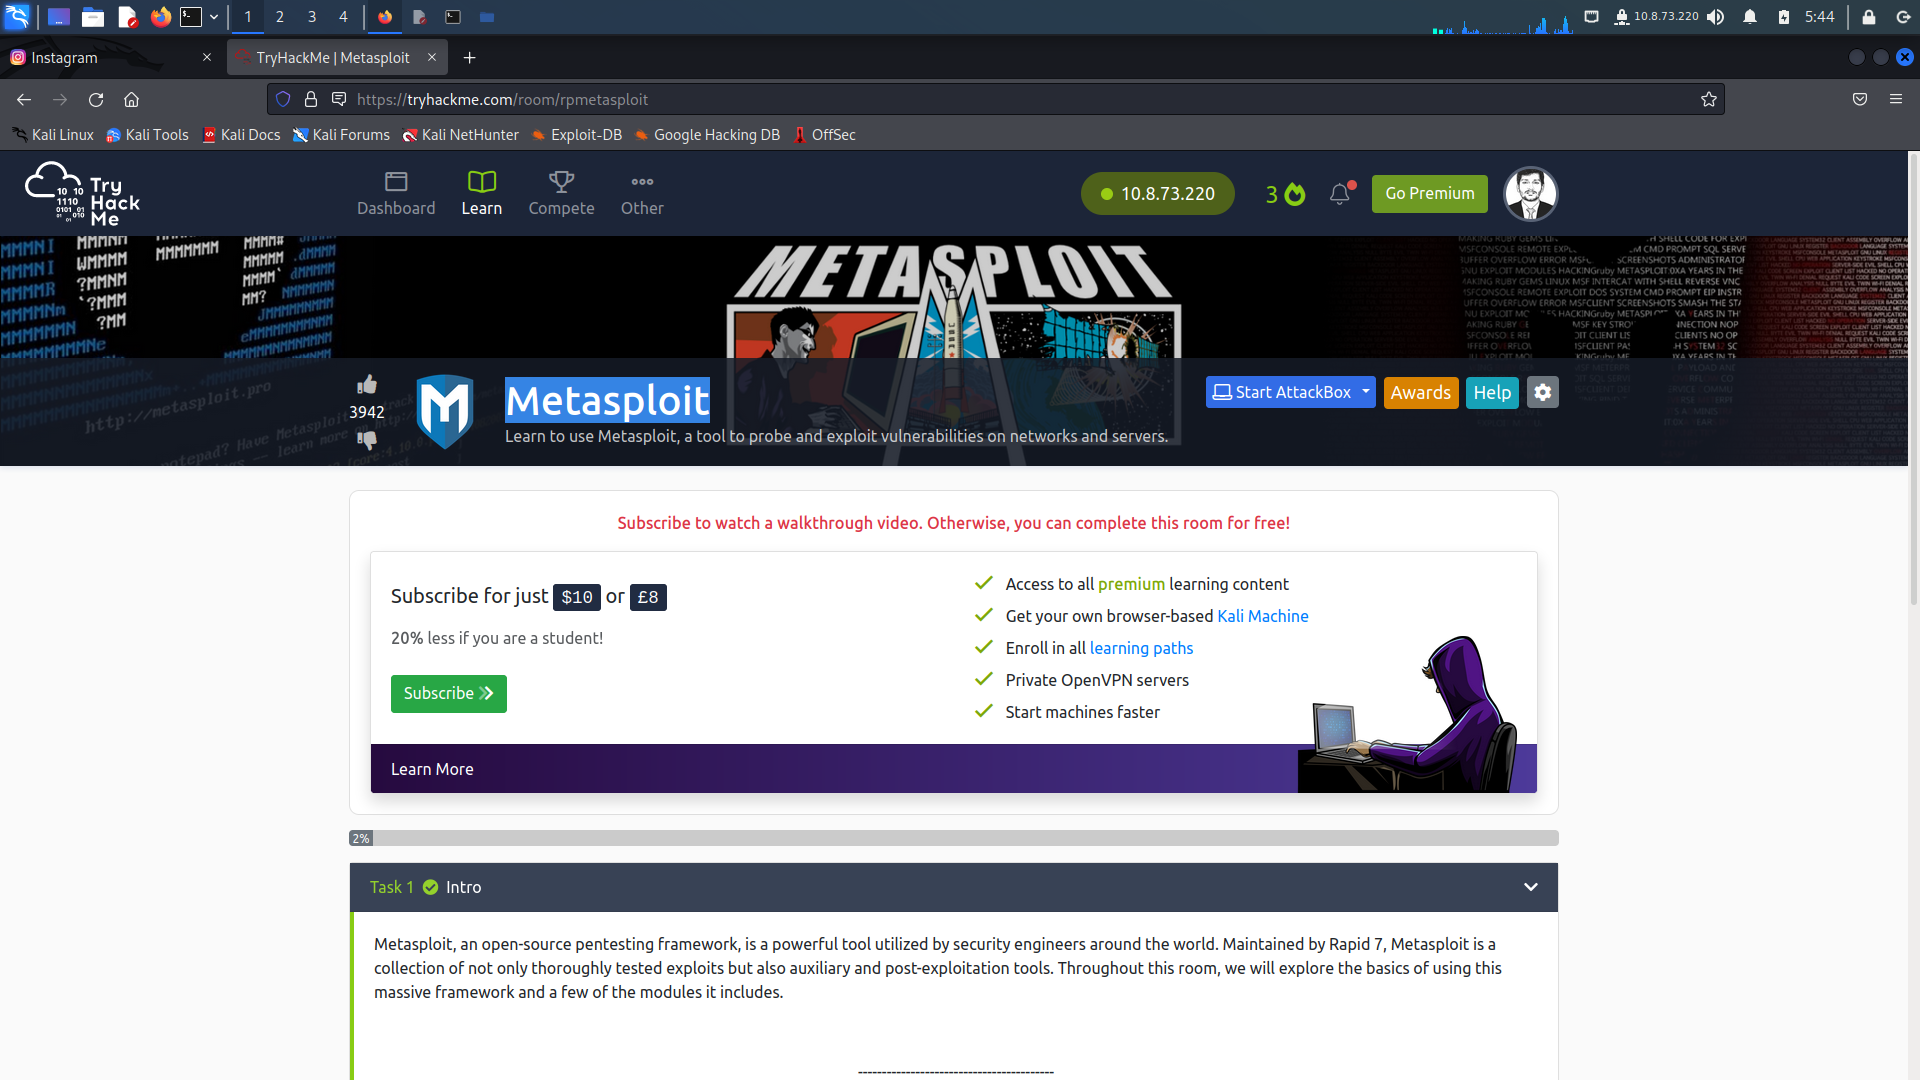 1 2 3 4 10.8.73.220 5:44
Instagram TryHackMe | Metasploit
https://tryhackme.com/room/rpmetasploit
Kali Linux Kali Tools Kali Docs Kali Forums Kali NetHunter Exploit-DB Google Hacking DB OffSec
Try Hack Me
Dashboard Learn Compete Other 10.8.73.220 3 Go Premium
METASPLOIT
3942
Metasploit
Learn to use Metasploit, a tool to probe and exploit vulnerabilities on networks and servers.
Start AttackBox Awards Help
http://metasploit.pro
Subscribe to watch a walkthrough video. Otherwise, you can complete this room for free!
Subscribe for just $10 or £8
20% less if you are a student!
Subscribe
Access to all premium learning content
Get your own browser-based Kali Machine
Enroll in all learning paths
Private OpenVPN servers
Start machines faster
Learn More
2%
Task 1 Intro
Metasploit, an open-source pentesting framework, is a powerful tool utilized by security engineers around the world. Maintained by Rapid 7, Metasploit is a
collection of not only thoroughly tested exploits but also auxiliary and post-exploitation tools. Throughout this room, we will explore the basics of using this
massive framework and a few of the modules it includes.
-----------------------------------------